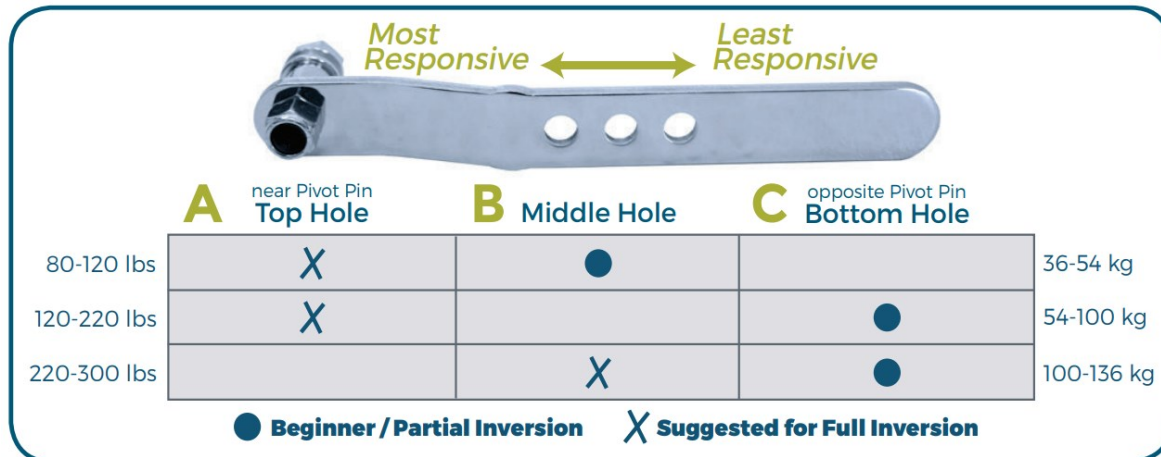 Most Responsive
Least Responsive
A near Pivot Pin Top Hole
B Middle Hole
C opposite Pivot Pin Bottom Hole
80-120 lbs X ● 36-54 kg
120-220 lbs X ● 54-100 kg
220-300 lbs X ● 100-136 kg
● Beginner / Partial Inversion X Suggested for Full Inversion